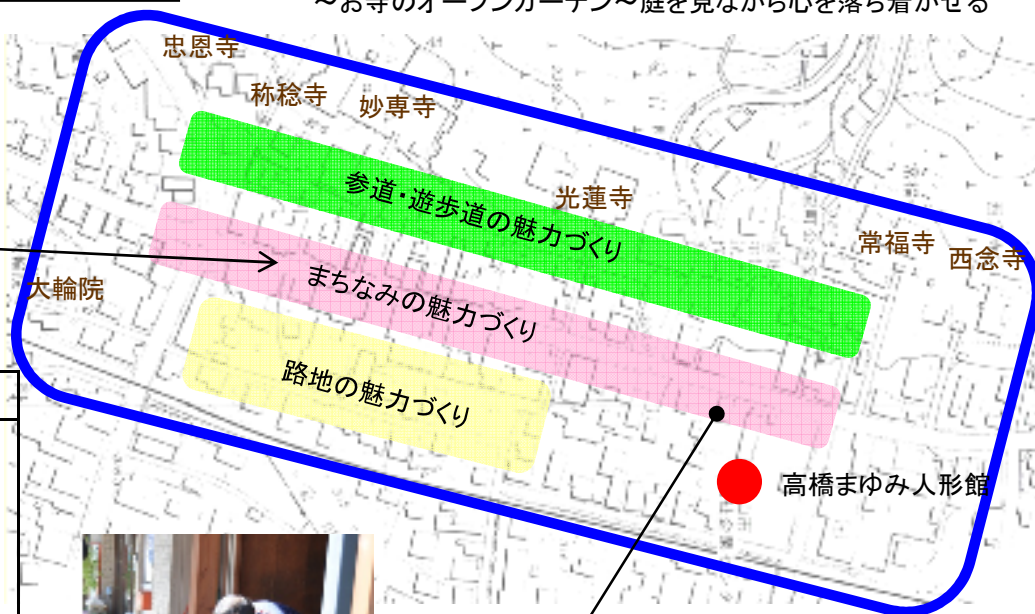 ～お寺のオープンガーデン～庭を見ながら心を落ち着かせる
忠恩寺
称稔寺
妙専寺
光蓮寺
常福寺
西念寺
大輪院
参道・遊歩道の魅力づくり
まちなみの魅力づくり
路地の魅力づくり
高橋まゆみ人形館